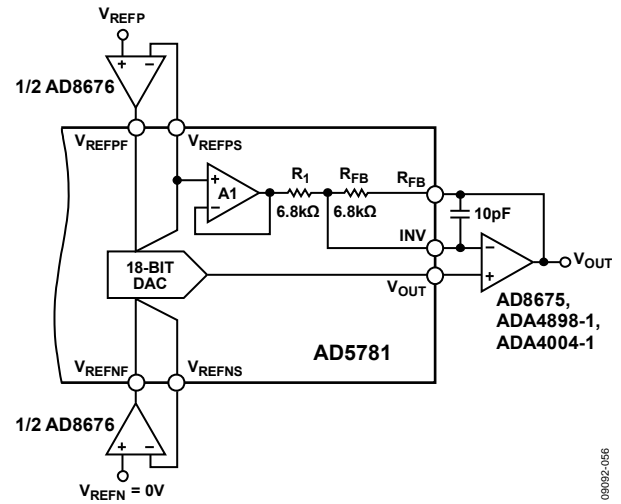 VREFP
+ −
1/2 AD8676
VREFPF
VREFPS
+
A1
−
R1
6.8kΩ
RFB
6.8kΩ
RFB
10pF
INV
−
+
VOUT
18-BIT
DAC
VOUT
AD8675,
ADA4898-1,
ADA4004-1
AD5781
VREFNF
VREFNS
1/2 AD8676
+ −
VREFN = 0V
09092-056